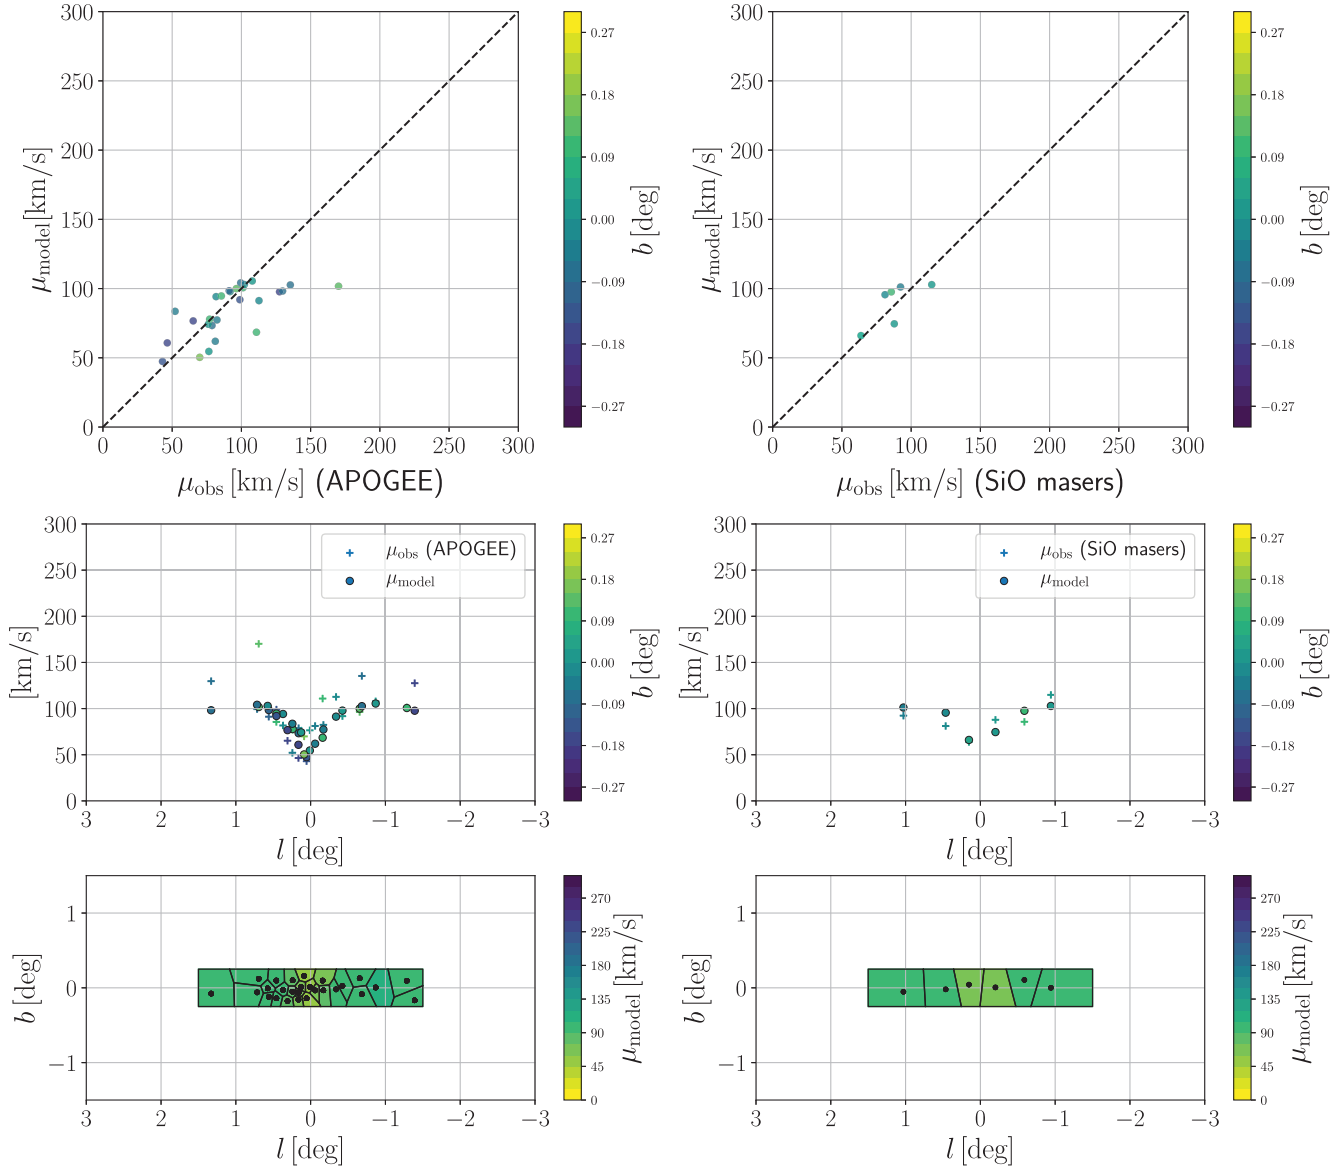 300
250
200
150
100
50
0
μmodel[km/s]
0 50 100 150 200 250 300
μobs [km/s] (APOGEE)
0.27
0.18
0.09
0.00
−0.09
−0.18
−0.27
b [deg]
300
250
200
150
100
50
0
μmodel[km/s]
0 50 100 150 200 250 300
μobs [km/s] (SiO masers)
0.27
0.18
0.09
0.00
−0.09
−0.18
−0.27
b [deg]
300
250
200
150
100
50
0
[km/s]
μobs (APOGEE)
μmodel
3 2 1 0 −1 −2 −3
l [deg]
0.27
0.18
0.09
0.00
−0.09
−0.18
−0.27
b [deg]
300
250
200
150
100
50
0
[km/s]
μobs (SiO masers)
μmodel
3 2 1 0 −1 −2 −3
l [deg]
0.27
0.18
0.09
0.00
−0.09
−0.18
−0.27
b [deg]
1
0
−1
b [deg]
3 2 1 0 −1 −2 −3
l [deg]
270
225
180
135
90
45
0
μmodel [km/s]
1
0
−1
b [deg]
3 2 1 0 −1 −2 −3
l [deg]
270
225
180
135
90
45
0
μmodel [km/s]